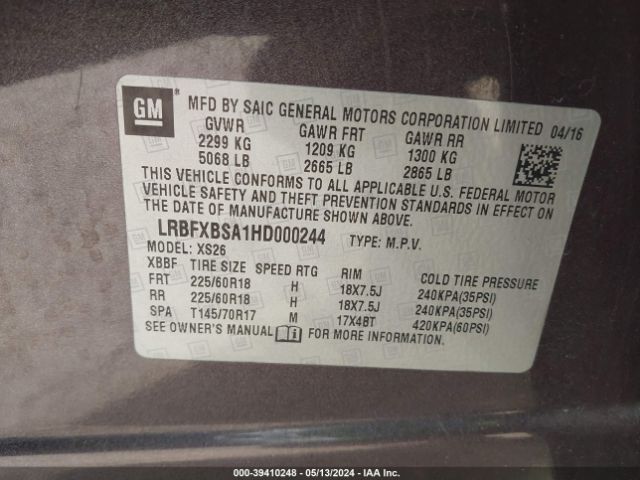 GM
MFD BY SAIC GENERAL MOTORS CORPORATION LIMITED 04/16
GVWR GAWR FRT GAWR RR
2299 KG 1209 KG 1300 KG
5068 LB 2665 LB 2865 LB
THIS VEHICLE CONFORMS TO ALL APPLICABLE U.S. FEDERAL MOTOR
VEHICLE SAFETY AND THEFT PREVENTION STANDARDS IN EFFECT ON
THE DATE OF MANUFACTURE SHOWN ABOVE.
LRBFXBSA1HD000244 TYPE: M.P.V.
MODEL: XS26
XBBF TIRE SIZE SPEED RTG RIM COLD TIRE PRESSURE
FRT 225/60R18 H 18X7.5J 240KPA(35PSI)
RR 225/60R18 H 18X7.5J 240KPA(35PSI)
SPA T145/70R17 M 17X4BT 420KPA(60PSI)
SEE OWNER'S MANUAL FOR MORE INFORMATION.
000-39410248 - 05/13/2024 - IAA Inc.